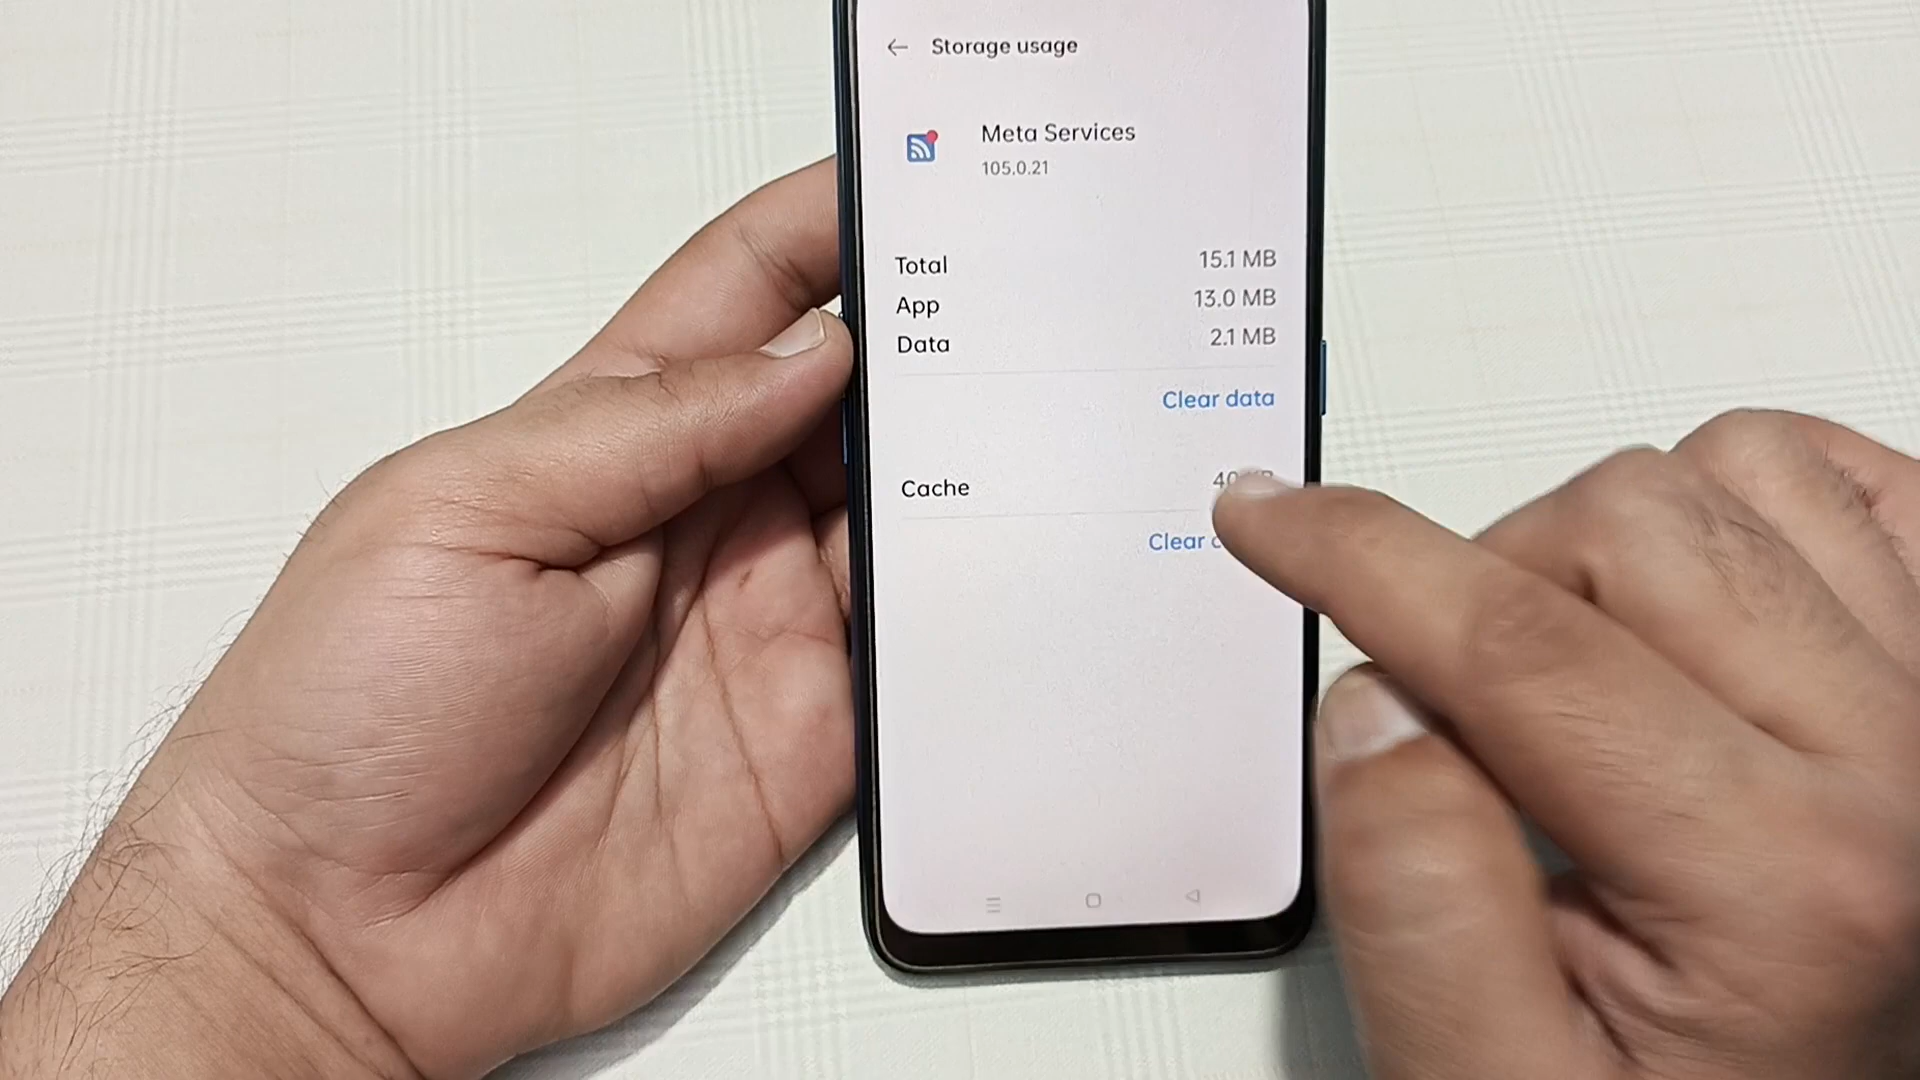 Storage usage
Meta Services
105.0.21
Total 15.1 MB
App 13.0 MB
Data 2.1 MB
Clear data
Cache
Clear